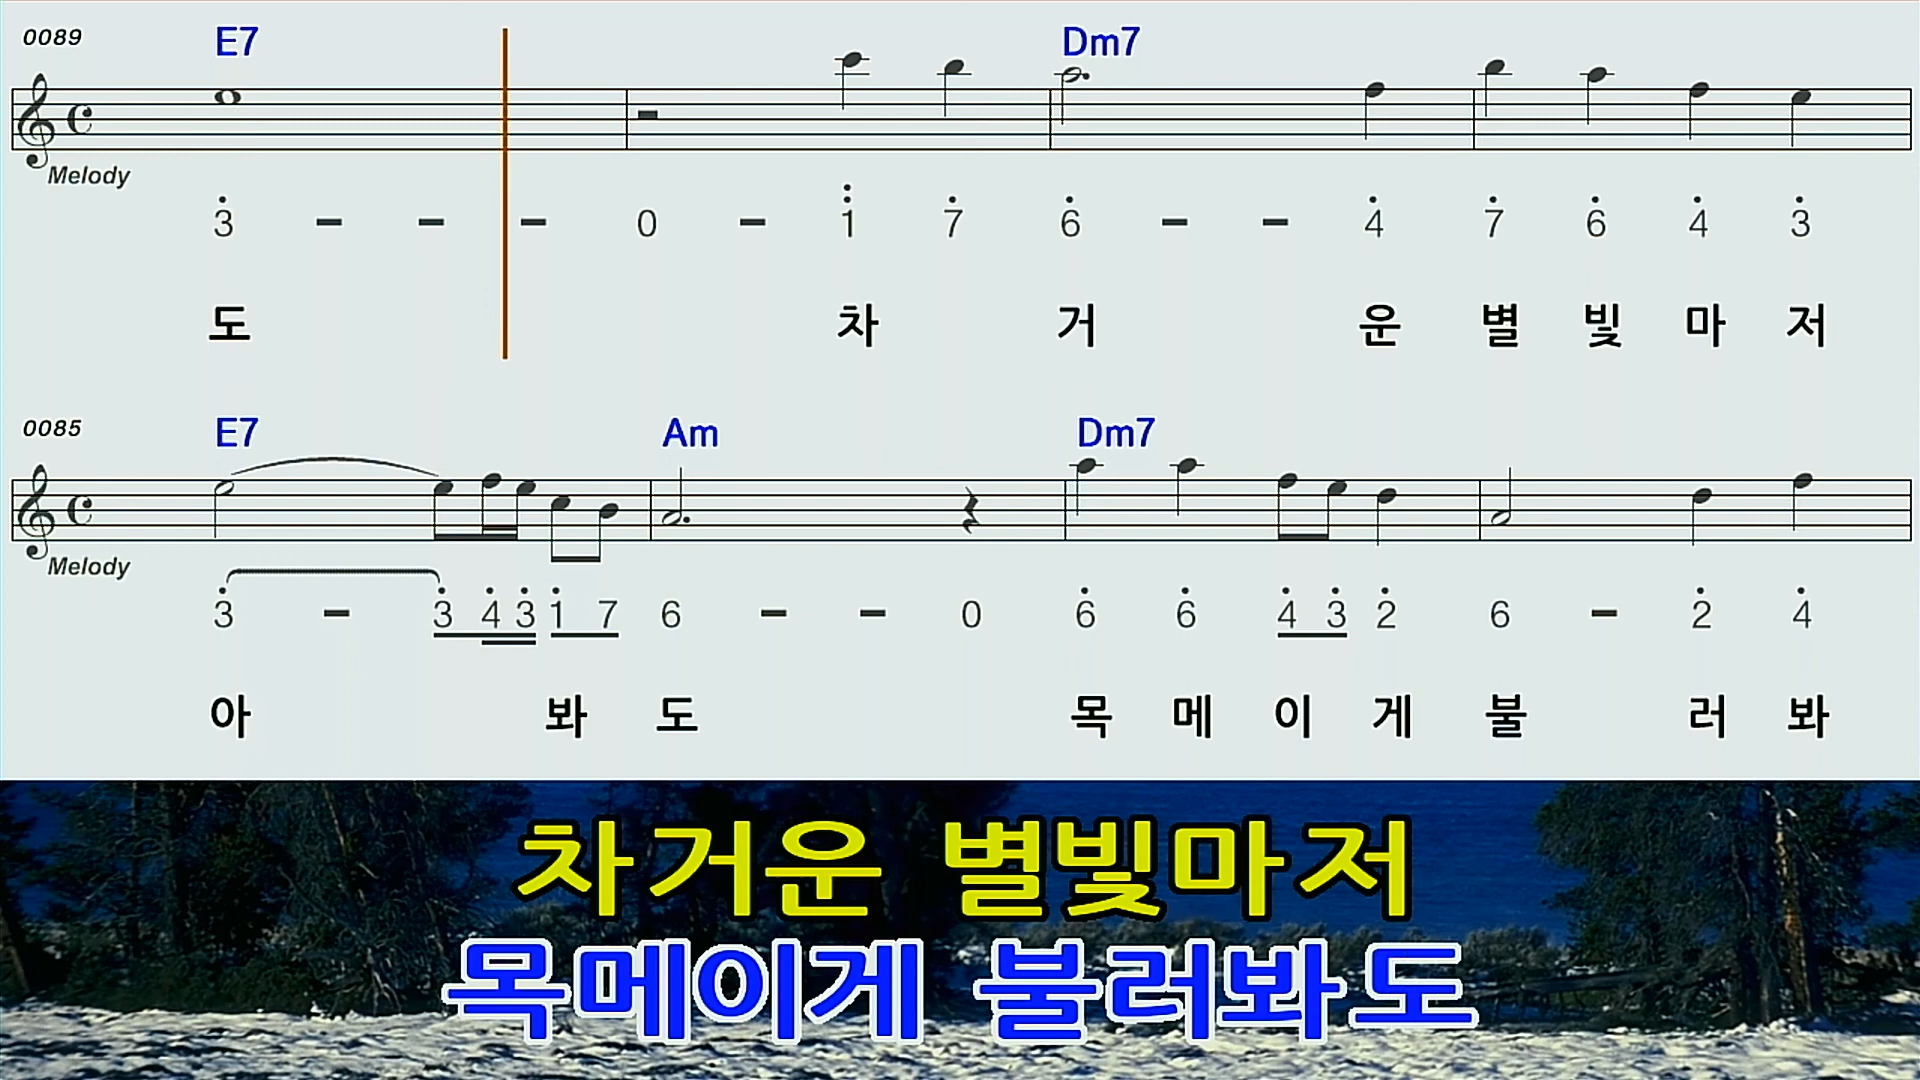 0089 E7 Dm7
Melody
3 - - - 0 - 1 7 6 - - 4 7 6 4 3
도 차 거 운 별 빛 마 저
0085 E7 Am Dm7
Melody
3 - 3 4 3 1 7 6 - - 0 6 6 4 3 2 6 - 2 4
아 봐 도 목 메 이 게 불 러 봐
차거운 별빛마저
목메이게 불러봐도